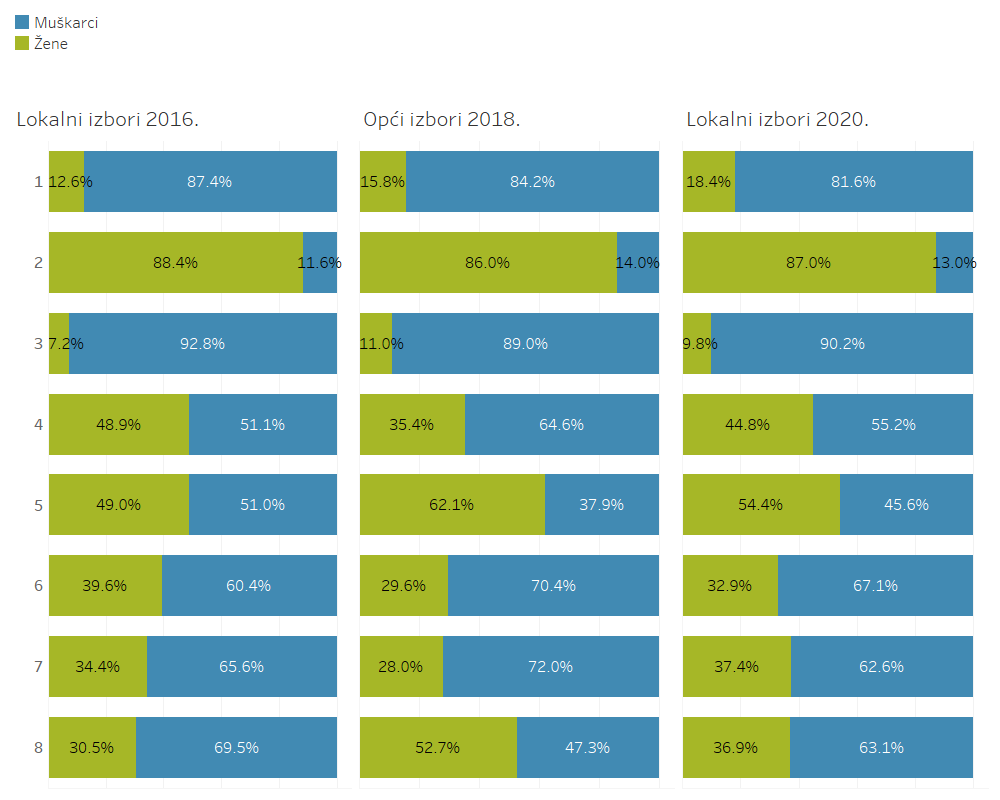 Muškarci
Žene
Lokalni izbori 2016. Opći izbori 2018. Lokalni izbori 2020.
1 12.6% 87.4% 15.8% 84.2% 18.4% 81.6%
2 88.4% 11.6% 86.0% 14.0% 87.0% 13.0%
3 7.2% 92.8% 11.0% 89.0% 9.8% 90.2%
4 48.9% 51.1% 35.4% 64.6% 44.8% 55.2%
5 49.0% 51.0% 62.1% 37.9% 54.4% 45.6%
6 39.6% 60.4% 29.6% 70.4% 32.9% 67.1%
7 34.4% 65.6% 28.0% 72.0% 37.4% 62.6%
8 30.5% 69.5% 52.7% 47.3% 36.9% 63.1%